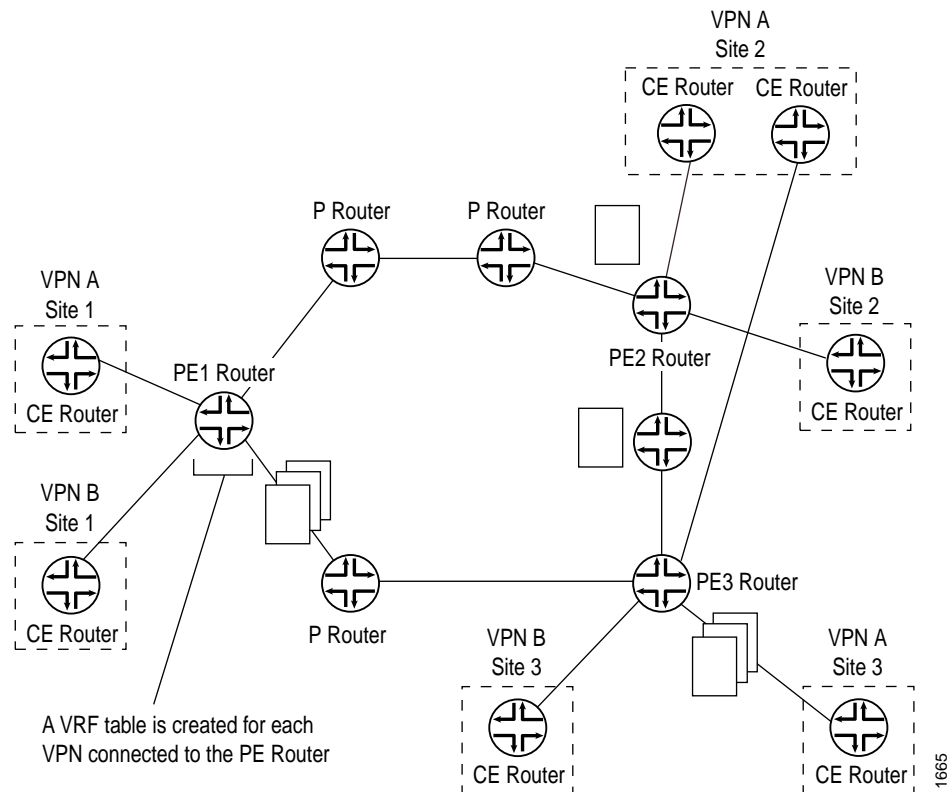 VPN A
Site 2
CE Router
CE Router
P Router
P Router
VPN A
Site 1
CE Router
PE1 Router
VPN B
Site 2
CE Router
PE2 Router
VPN B
Site 1
CE Router
P Router
PE3 Router
VPN B
Site 3
CE Router
VPN A
Site 3
CE Router
A VRF table is created for each
VPN connected to the PE Router
1665